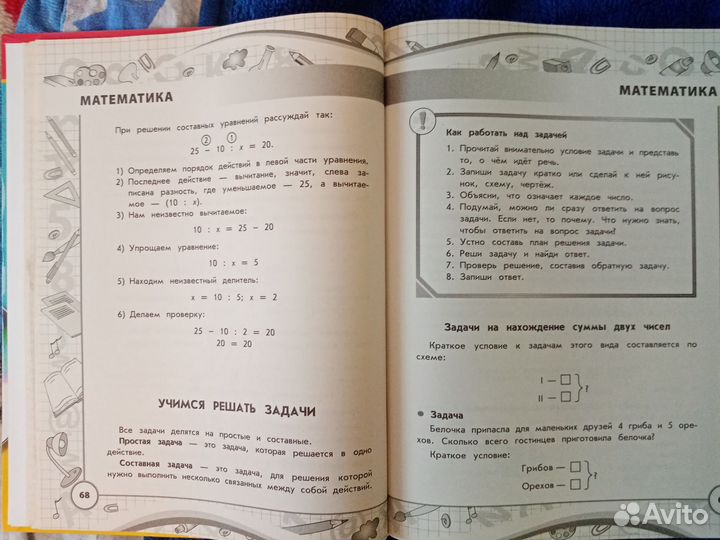 МАТЕМАТИКА
При решении составных уравнений рассуждай так:
② ①
25 – 10 : x = 20.
1) Определяем порядок действий в левой части уравнения.
2) Последнее действие — вычитание, значит, слева за-
писана разность, где уменьшаемое — 25, а вычитае-
мое — (10 : x).
3) Нам неизвестно вычитаемое:
10 : x = 25 – 20
4) Упрощаем уравнение:
10 : x = 5
5) Находим неизвестный делитель:
x = 10 : 5; x = 2
6) Делаем проверку:
25 – 10 : 2 = 20
20 = 20
УЧИМСЯ РЕШАТЬ ЗАДАЧИ
Все задачи делятся на простые и составные.
Простая задача — это задача, которая решается в одно
действие.
Составная задача — это задача, для решения которой
нужно выполнить несколько связанных между собой действий.
68
МАТЕМАТИКА
Как работать над задачей
1. Прочитай внимательно условие задачи и представь
то, о чём идёт речь.
2. Запиши задачу кратко или сделай к ней рису-
нок, схему, чертёж.
3. Объясни, что означает каждое число.
4. Подумай, можно ли сразу ответить на вопрос
задачи. Если нет, то почему. Что нужно знать,
чтобы ответить на вопрос задачи?
5. Устно составь план решения задачи.
6. Реши задачу и найди ответ.
7. Проверь решение, составив обратную задачу.
8. Запиши ответ.
Задачи на нахождение суммы двух чисел
Краткое условие к задачам этого вида составляется по
схеме:
I — □
II — □ } ?
Задача
Белочка припасла для маленьких друзей 4 гриба и 5 оре-
хов. Сколько всего гостинцев приготовила белочка?
Краткое условие:
Грибов — □
Орехов — □ } ?
Avito